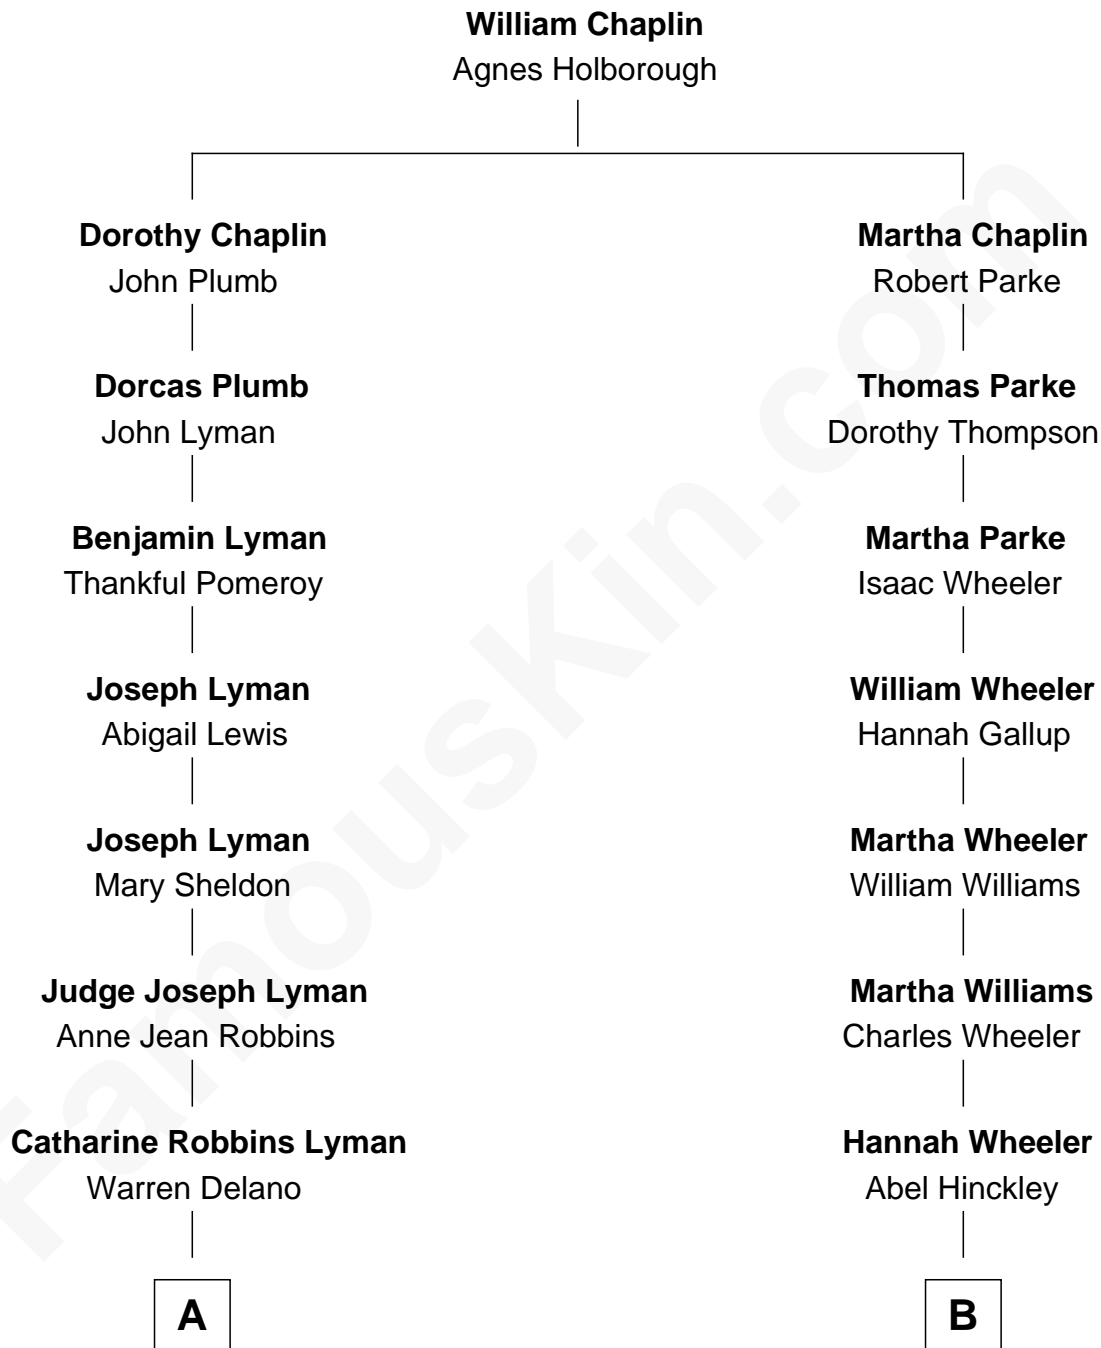 William Chaplin
Agnes Holborough
Dorothy Chaplin
John Plumb
Martha Chaplin
Robert Parke
Dorcas Plumb
John Lyman
Thomas Parke
Dorothy Thompson
Benjamin Lyman
Thankful Pomeroy
Martha Parke
Isaac Wheeler
Joseph Lyman
Abigail Lewis
William Wheeler
Hannah Gallup
Joseph Lyman
Mary Sheldon
Martha Wheeler
William Williams
Judge Joseph Lyman
Anne Jean Robbins
Martha Williams
Charles Wheeler
Catharine Robbins Lyman
Warren Delano
Hannah Wheeler
Abel Hinckley
A
B
FamousKin.com